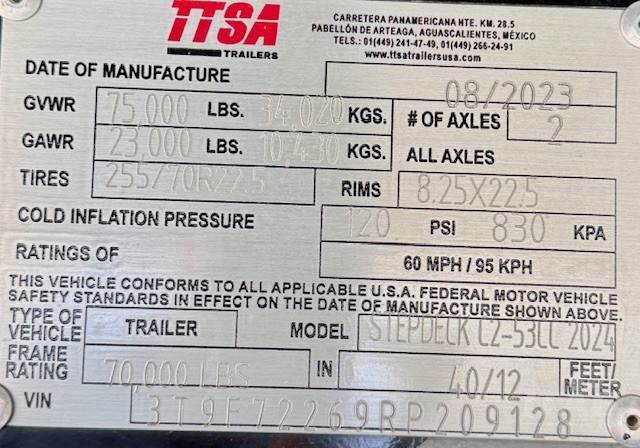 TTSA
TRAILERS
CARRETERA PANAMERICANA NTE. KM. 28.5
PABELLÓN DE ARTEAGA, AGUASCALIENTES, MÉXICO
TELS.: 01(449) 241-47-49, 01(449) 266-24-91
www.ttsatrailersusa.com
DATE OF MANUFACTURE 08/2023
GVWR 75,000 LBS. 34,020 KGS. # OF AXLES 2
GAWR 23,000 LBS. 10,430 KGS. ALL AXLES
TIRES 255/70R22.5 RIMS 8.25X22.5
COLD INFLATION PRESSURE 120 PSI 830 KPA
RATINGS OF 60 MPH / 95 KPH
THIS VEHICLE CONFORMS TO ALL APPLICABLE U.S.A. FEDERAL MOTOR VEHICLE
SAFETY STANDARDS IN EFFECT ON THE DATE OF MANUFACTURE SHOWN ABOVE.
TYPE OF VEHICLE TRAILER MODEL STEPDECK L2-53CC 2024
FRAME RATING 70,000 LBS IN 40/12 FEET/ METER
VIN 3T9F72269RP209128